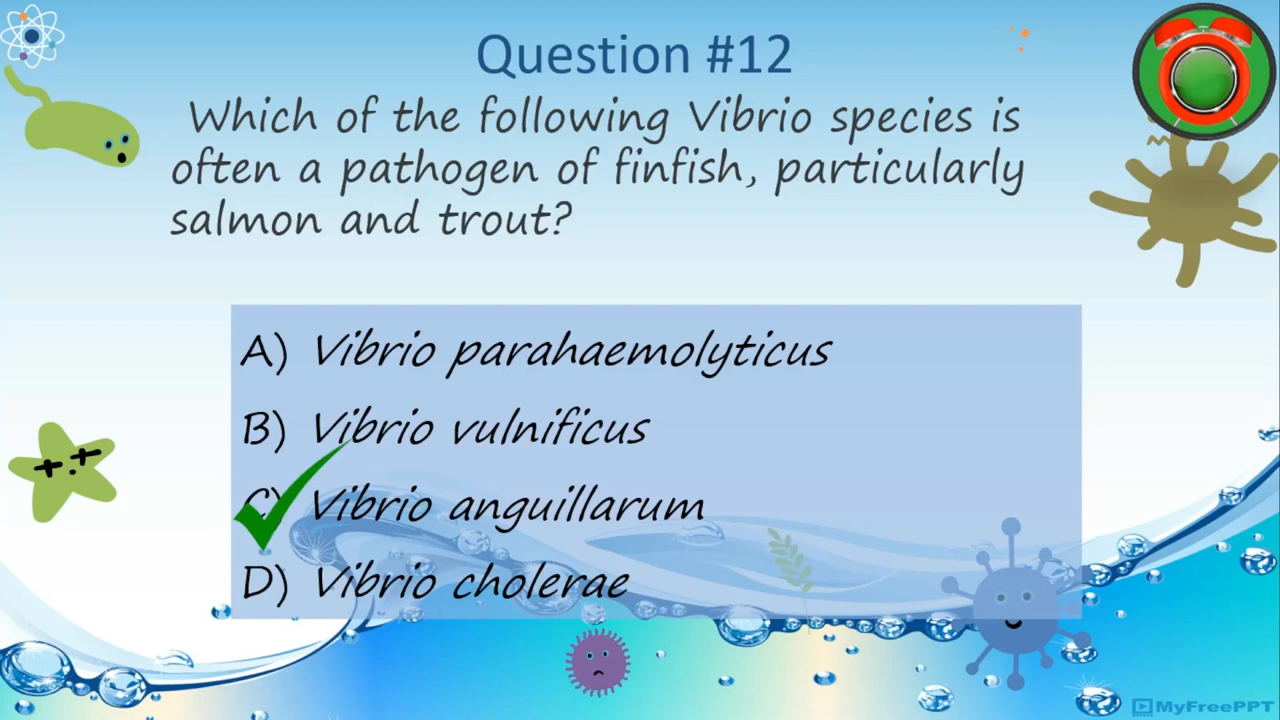 Question #12
Which of the following Vibrio species is
often a pathogen of finfish, particularly
salmon and trout?
A) Vibrio parahaemolyticus
B) Vibrio vulnificus
C) Vibrio anguillarum
D) Vibrio cholerae
MyFreePPT